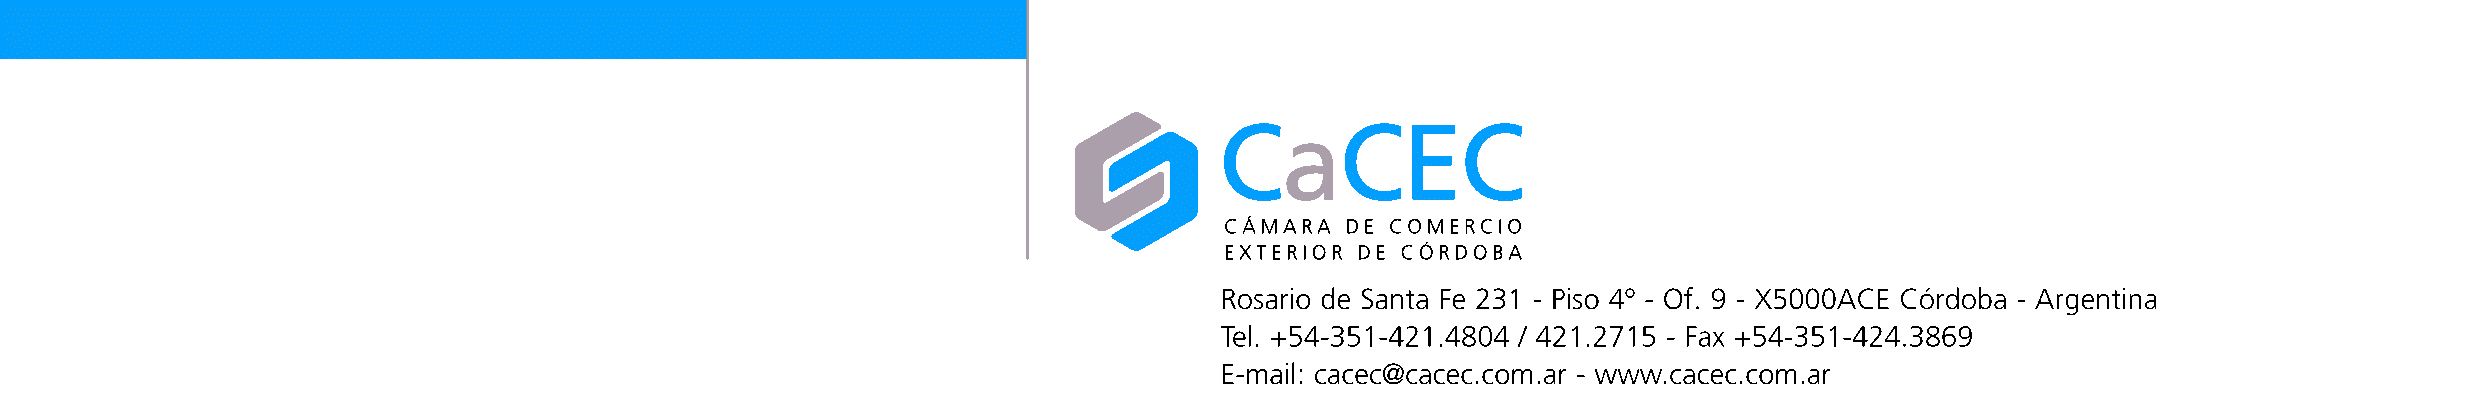 CaCEC
CÁMARA DE COMERCIO
EXTERIOR DE CÓRDOBA
Rosario de Santa Fe 231 - Piso 4° - Of. 9 - X5000ACE Córdoba - Argentina
Tel. +54-351-421.4804 / 421.2715 - Fax +54-351-424.3869
E-mail: cacec@cacec.com.ar - www.cacec.com.ar